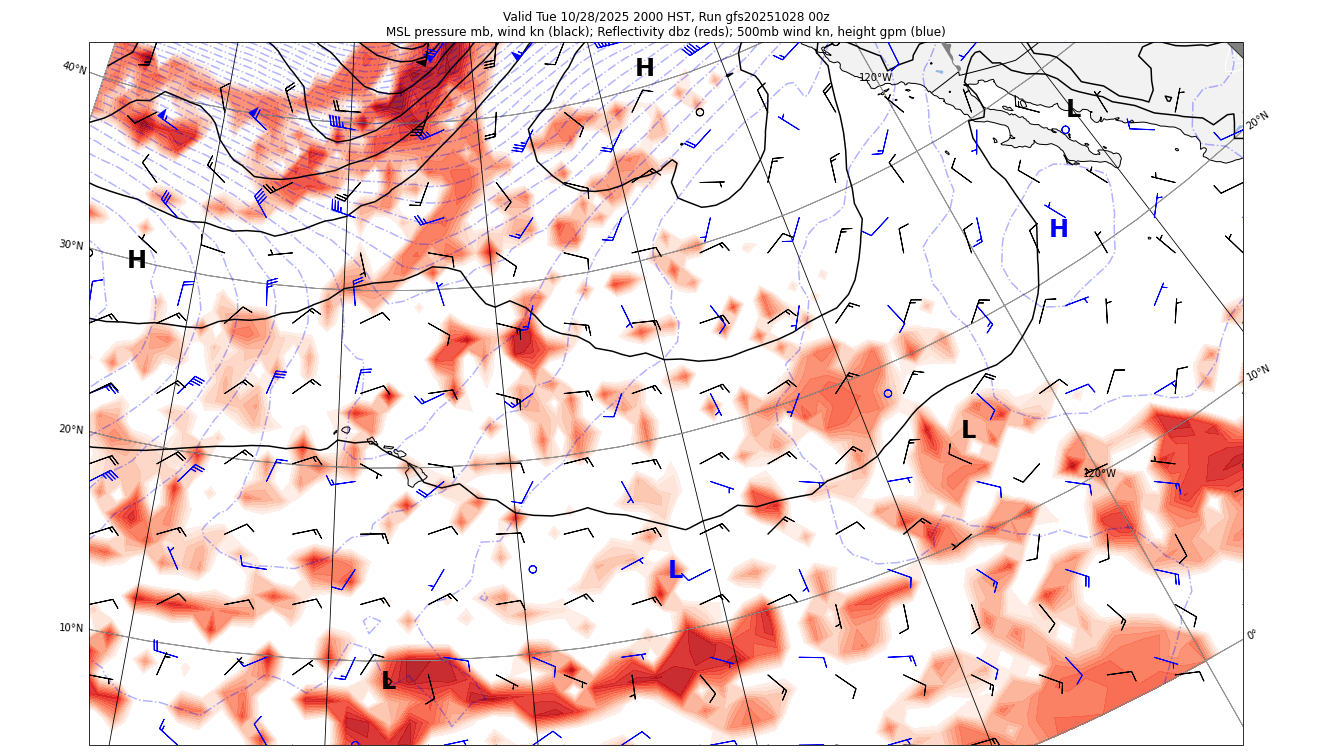 Valid Tue 10/28/2025 2000 HST, Run gfs20251028 00z
MSL pressure mb, wind kn (black); Reflectivity dbz (reds); 500mb wind kn, height gpm (blue)
40°N
H
120°W
L
20°N
30°N
H
H
10°N
20°N
L
120°W
L
10°N
0°
L